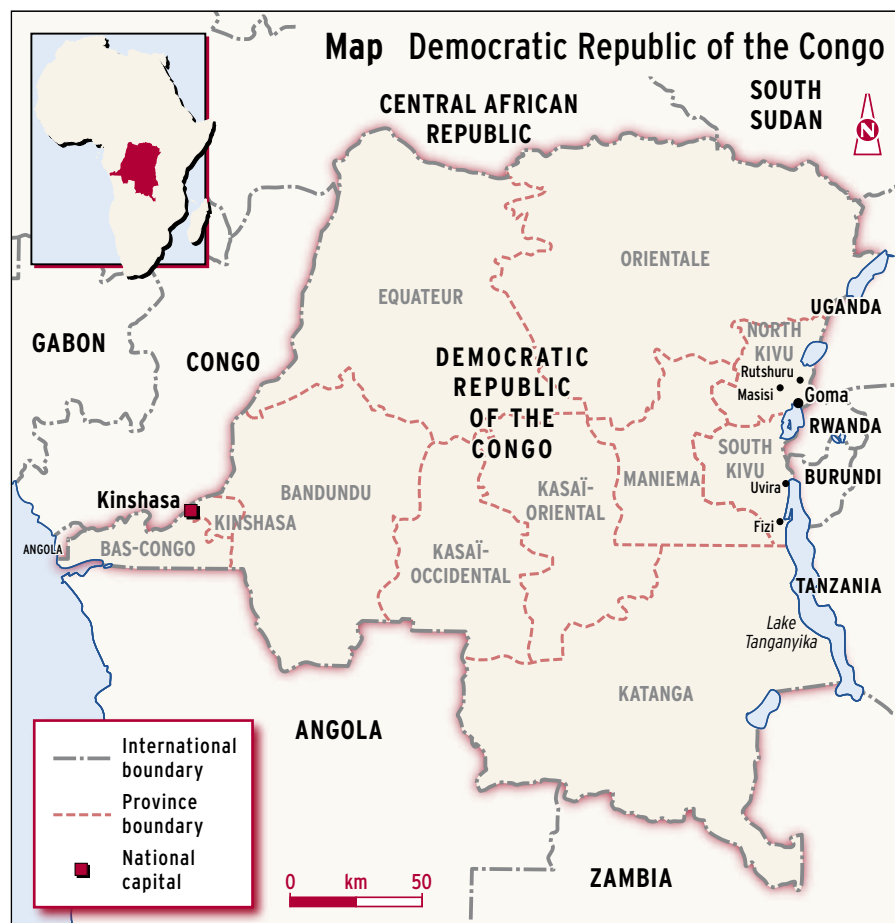 Map Democratic Republic of the Congo
SOUTH
SUDAN
CENTRAL AFRICAN
REPUBLIC
N
ORIENTALE
EQUATEUR
UGANDA
GABON
CONGO
NORTH
KIVU
DEMOCRATIC
REPUBLIC
OF THE
CONGO
Rutshuru
Masisi
Goma
RWANDA
SOUTH
KIVU
BURUNDI
MANIEMA
BANDUNDU
KASAÏ-
ORIENTAL
Uvira
Kinshasa
KINSHASA
Fizi
ANGOLA
BAS-CONGO
KASAÏ-
OCCIDENTAL
TANZANIA
Lake
Tanganyika
KATANGA
ANGOLA
International
boundary
Province
boundary
National
capital
0 km 50
ZAMBIA